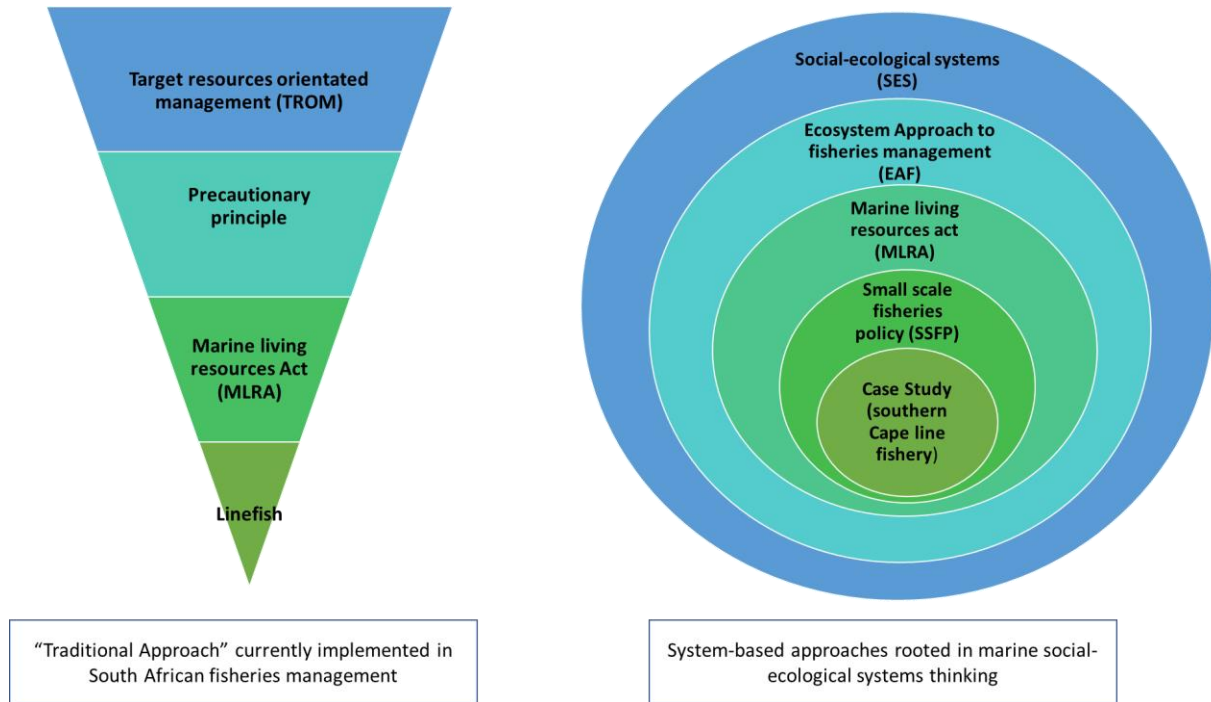 Target resources orientated
management (TROM)
Precautionary
principle
Marine living
resources Act
(MLRA)
Linefish
“Traditional Approach” currently implemented in
South African fisheries management
Social-ecological systems
(SES)
Ecosystem Approach to
fisheries management
(EAF)
Marine living
resources act
(MLRA)
Small scale
fisheries
policy (SSFP)
Case Study
(southern
Cape line
fishery)
System-based approaches rooted in marine social-
ecological systems thinking